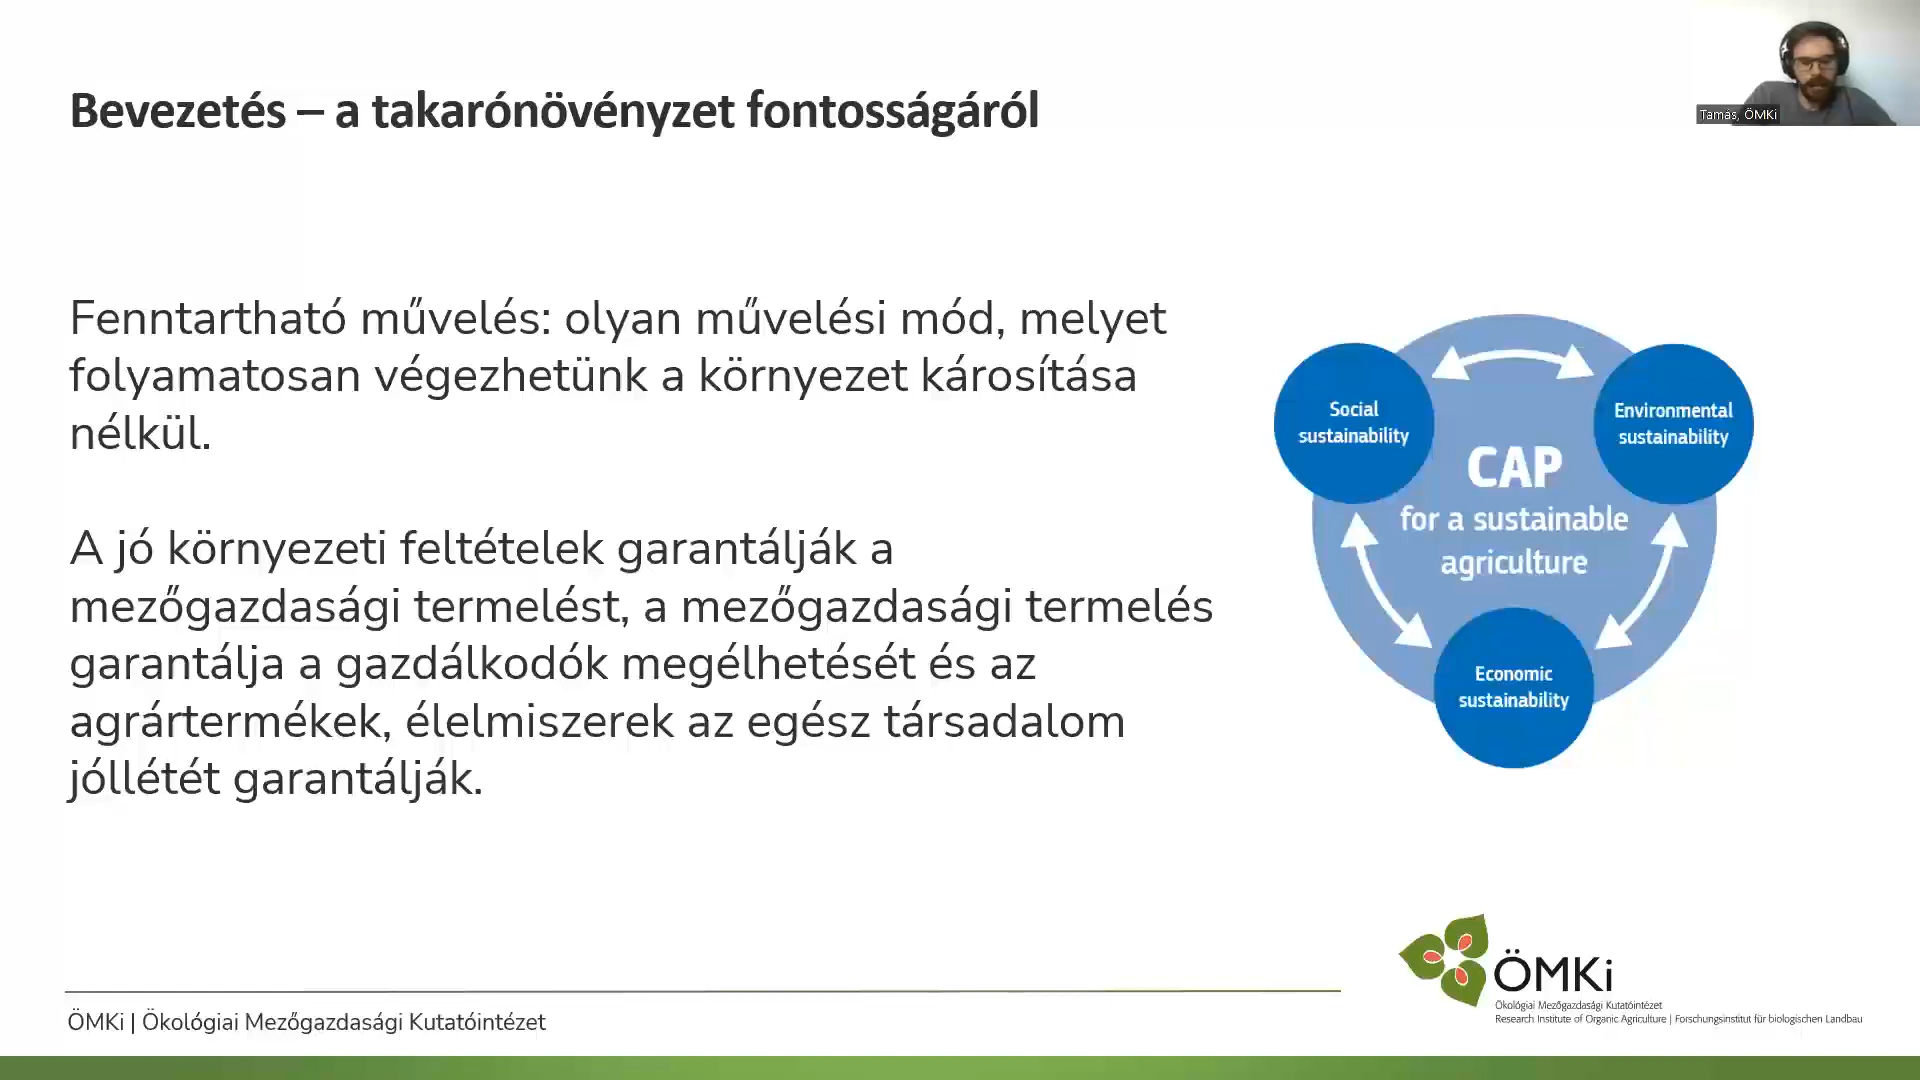 Bevezetés – a takarónövényzet fontosságáról
Tamás, ÖMKi
Fenntartható művelés: olyan művelési mód, melyet
folyamatosan végezhetünk a környezet károsítása
nélkül.
A jó környezeti feltételek garantálják a
mezőgazdasági termelést, a mezőgazdasági termelés
garantálja a gazdálkodók megélhetését és az
agrártermékek, élelmiszerek az egész társadalom
jóllétét garantálják.
Social
sustainability
Environmental
sustainability
CAP
for a sustainable
agriculture
Economic
sustainability
ÖMKi
Ökológiai Mezőgazdasági Kutatóintézet
Research Institute of Organic Agriculture | Forschungsinstitut für biologischen Landbau
ÖMKi | Ökológiai Mezőgazdasági Kutatóintézet